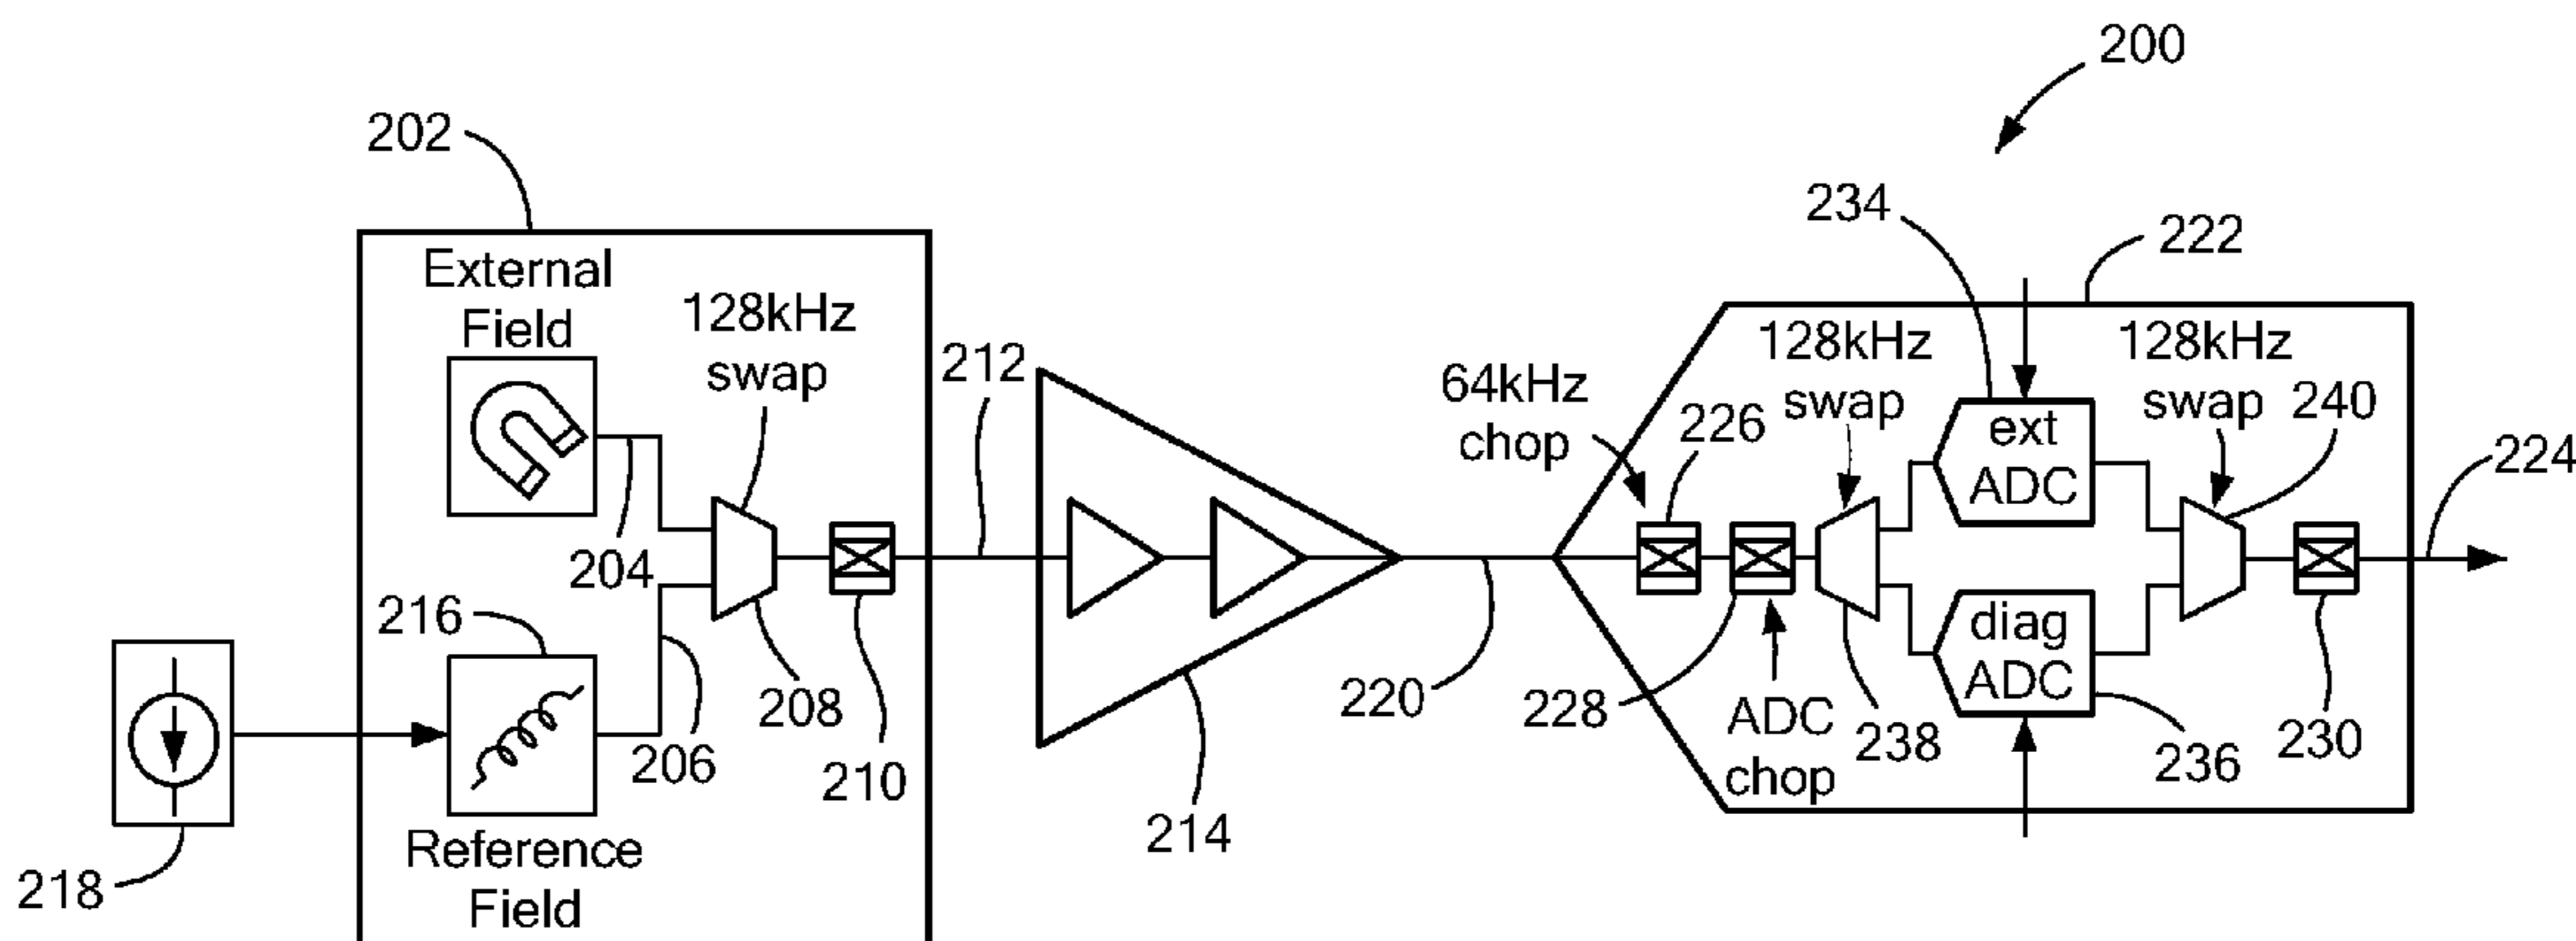 200
202
External
Field
128kHz
swap
204
216
206
208
210
Reference
Field
218
212
214
220
222
234
64kHz
chop
226
128kHz
swap
128kHz
swap
240
ext
ADC
224
228
ADC
chop
238
diag
ADC
236
230